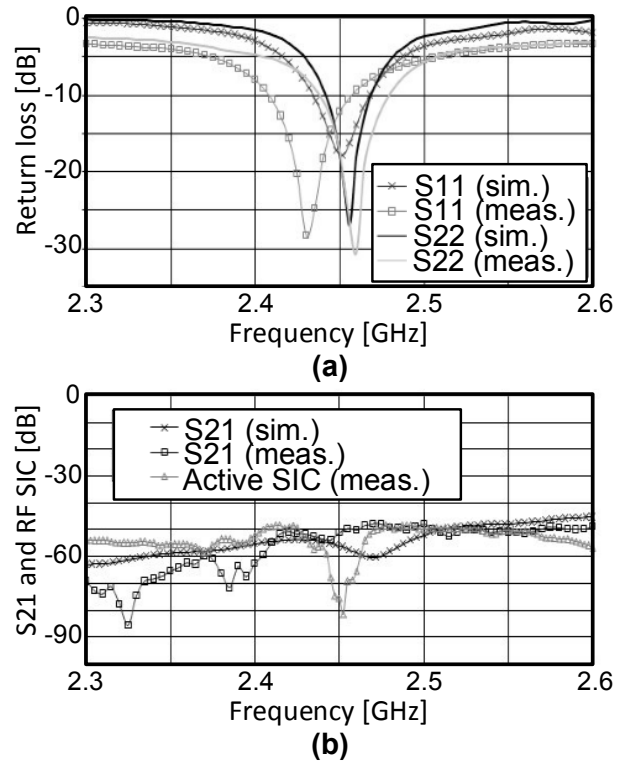 0
-10
-20
-30
Return loss [dB]
S11 (sim.)
S11 (meas.)
S22 (sim.)
S22 (meas.)
2.3 2.4 2.5 2.6
Frequency [GHz]
(a)
0
-30
-60
-90
S21 and RF SIC [dB]
S21 (sim.)
S21 (meas.)
Active SIC (meas.)
2.3 2.4 2.5 2.6
Frequency [GHz]
(b)